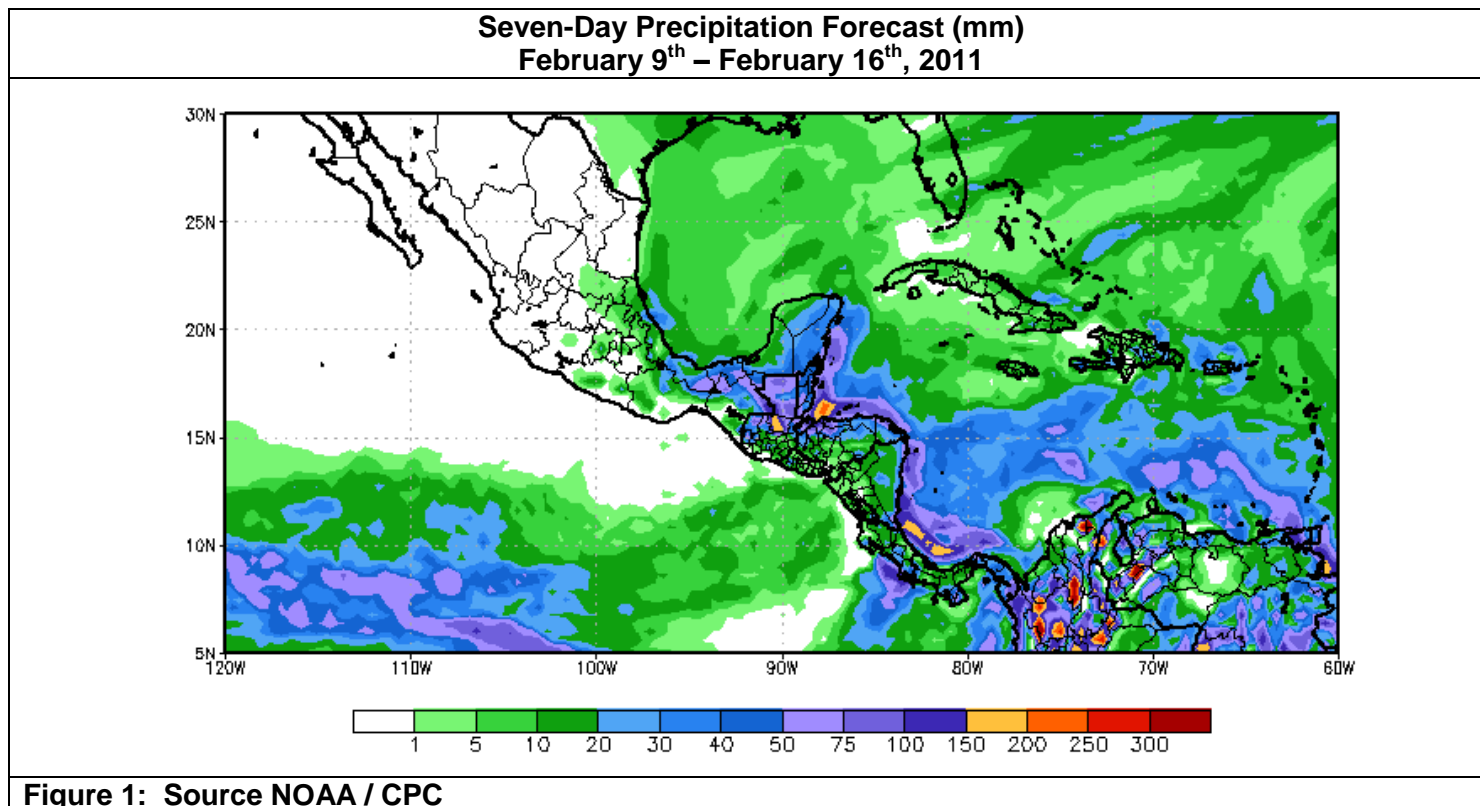 Seven-Day Precipitation Forecast (mm)
February 9th – February 16th, 2011
30N
25N
20N
15N
10N
5N
120W 110W 100W 90W 80W 70W 60W
1 5 10 20 30 40 50 75 100 150 200 250 300
Figure 1: Source NOAA / CPC